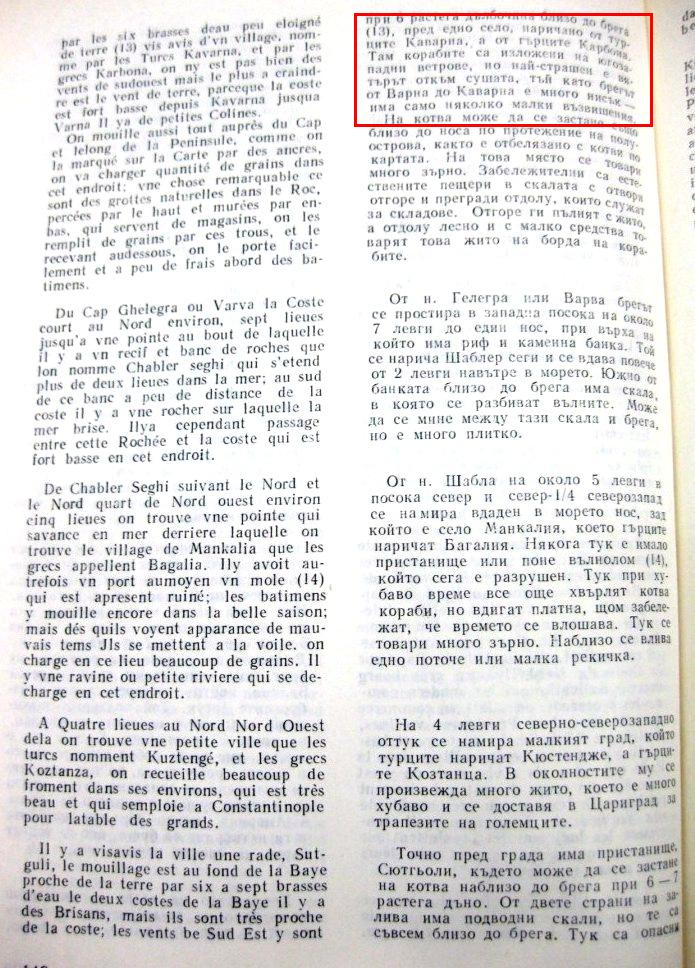 par les six brasses deau peu eloigné
de terre (13) vis avis d'vn village, nom-
me par les Turcs Kavarna, et par les
grecs Karbona, on ny est pas bien des
vents de sudouest mais le plus a craind-
re est le vent de terre, parceque la coste
est fort basse depuis Kavarna jusqua
Varna Il ya de petites Colines.
On mouille aussi tout auprès du Cap
et lelong de la Peninsule, comme on
la marqué sur la Carte par des ancres,
on va charger quantité de grains dans
cet endroit: vne chose remarquable ce
sont des grottes naturelles dans le Roc,
percées par le haut et murées par en-
bas, qui servent de magasins, on les
remplit de grains par ces trous, et le
recevant audessous, on le porte faci-
lement et a peu de frais abord des ba-
timens.
Du Cap Ghelegra ou Varva la Coste
court au Nord environ, sept lieues
jusqu'a vne pointe au bout de laquelle
il y a vn recif et banc de roches que
lon nomme Chabler seghi qui s'etend
plus de deux lieues dans la mer; au sud
de ce banc a peu de distance de la
coste il y a vne rocher sur laquelle la
mer brise. Ilya cependant passage
entre cette Rochée et la coste qui est
fort basse en cet endroit.
De Chabler Seghi suivant le Nord et
le Nord quart de Nord ouest environ
cinq lieues on trouve vne pointe qui
savance en mer derriere laquelle on
trouve le village de Mankalia que les
grecs appellent Bagalia. Ily avoit au-
trefois vn port aumoyen vn mole (14)
qui est apresent ruiné; les batimens
y mouille encore dans la belle saison;
mais dés quils voyent apparance de mau-
vais tems Jls se mettent a la voile. on
charge en ce lieu beaucoup de grains. Il
y vne ravine ou petite riviere qui se de-
charge en cet endroit.
A Quatre lieues au Nord Nord Ouest
dela on trouve vne petite ville que les
turcs nomment Kuztengé, et les grecs
Koztanza, on recueille beaucoup de
froment dans ses environs, qui est très
beau et qui semploie a Constantinople
pour latable des grands.
Il y a visavis la ville une rade, Sut-
guli, le mouillage est au fond de la Baye
proche de la terre par six a sept brasses
d'eau le deux costes de la Baye il y a
des Brisans, mais ils sont trés proche
de la coste; les vents be Sud Est y sont
при 6 растега дълбочина близо до брега
(13), пред едно село, наричано от тур-
ците Каварна, а от гърците Карбона.
Там корабите са изложени на югоза-
падни ветрове, но най-страшен е вя-
търът откъм сушата, тъй като брегът
от Варна до Каварна е много нисък —
има само няколко малки възвишения.
На котва може да се застане също
близо до носа по протежение на полу-
острова, както е отбелязано с котви по
картата. На това място се товари
много зърно. Забележителни са есте-
ствените пещери в скалата с отвори
отгоре и прегради отдолу, които служат
за складове. Отгоре ги пълнят с жито,
а отдолу лесно и с малко средства то-
варят това жито на борда на кора-
бите.
От н. Гелегра или Варва брегът
се простира в западна посока на около
7 левги до един нос, при върха на
който има риф и каменна банка. Той
се нарича Шаблер сеги и се вдава повече
от 2 левги навътре в морето. Южно от
банката близо до брега има скала,
в която се разбиват вълните. Може
да се мине между тази скала и брега,
но е много плитко.
От н. Шабла на около 5 левги в
посока север и север-1/4 северозапад
се намира вдаден в морето нос, зад
който е село Манкалия, което гърците
наричат Багалия. Някога тук е имало
пристанище или поне вълнолом (14),
който сега е разрушен. Тук при ху-
баво време все още хвърлят котва
кораби, но вдигат платна, щом забеле-
жат, че времето се влошава. Тук се
товари много зърно. Наблизо се влива
едно поточе или малка рекичка.
На 4 левги северно-северозападно
оттук се намира малкият град, който
турците наричат Кюстендже, а гърци-
те Козтанца. В околностите му се
произвежда много жито, което е много
хубаво и се доставя в Цариград за
трапезите на големците.
Точно пред града има пристанище,
Сютгьоли, където може да се застане
на котва наблизо до брега при 6—7
растега дъно. От двете страни на за-
лива има подводни скали, но те са
съвсем близо до брега. Тук са опасни